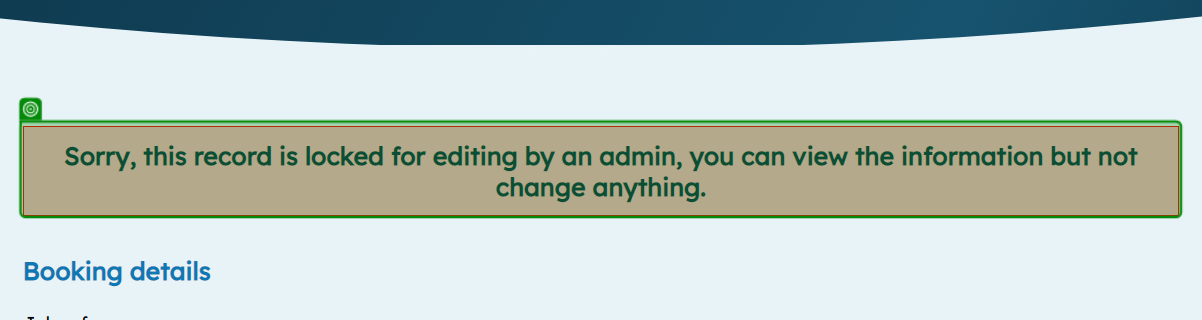 Sorry, this record is locked for editing by an admin, you can view the information but not
change anything.
Booking details